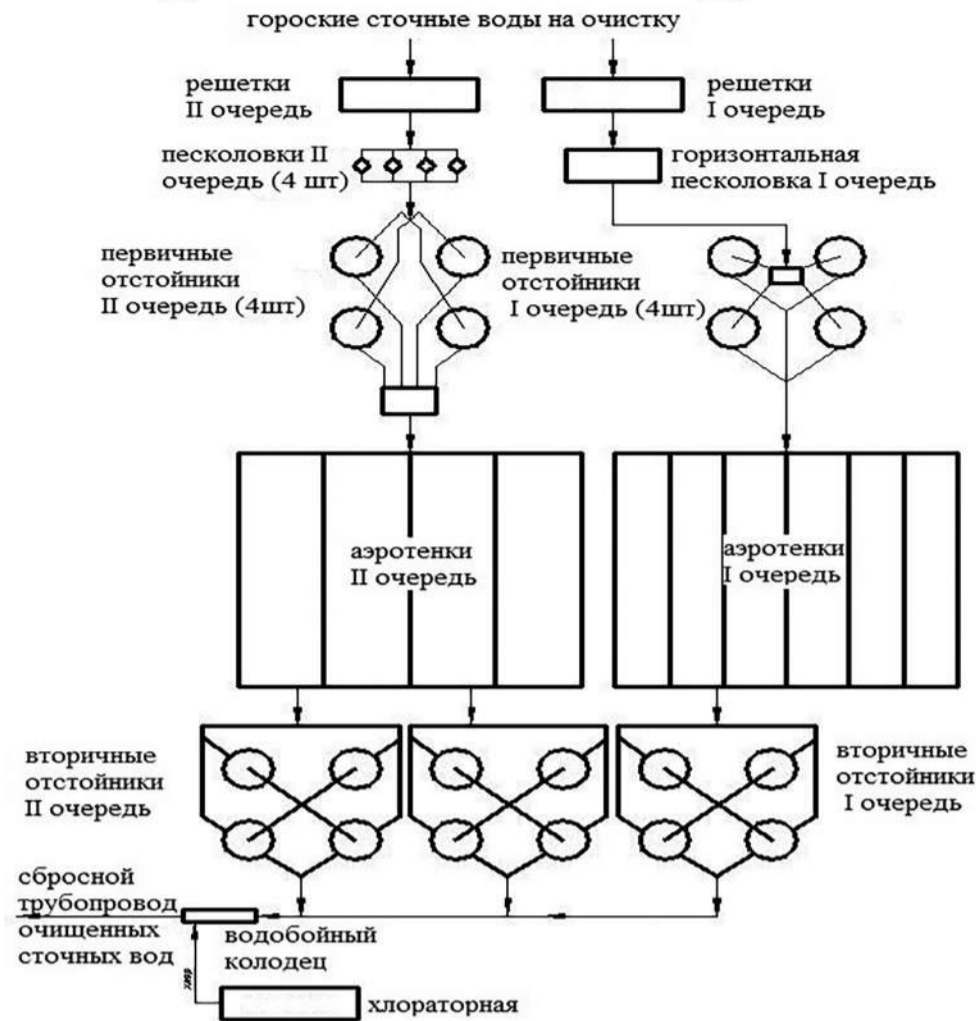 гороские сточные воды на очистку
решетки
II очередь
решетки
I очередь
песколовки II
очередь (4 шт)
горизонтальная
песколовка I очередь
первичные
отстойники
II очередь (4шт)
первичные
отстойники
I очередь (4шт)
аэротенки
II очередь
аэротенки
I очередь
вторичные
отстойники
II очередь
вторичные
отстойники
I очередь
сбросной
трубопровод
очищенных
сточных вод
водобойный
колодец
хлораторная